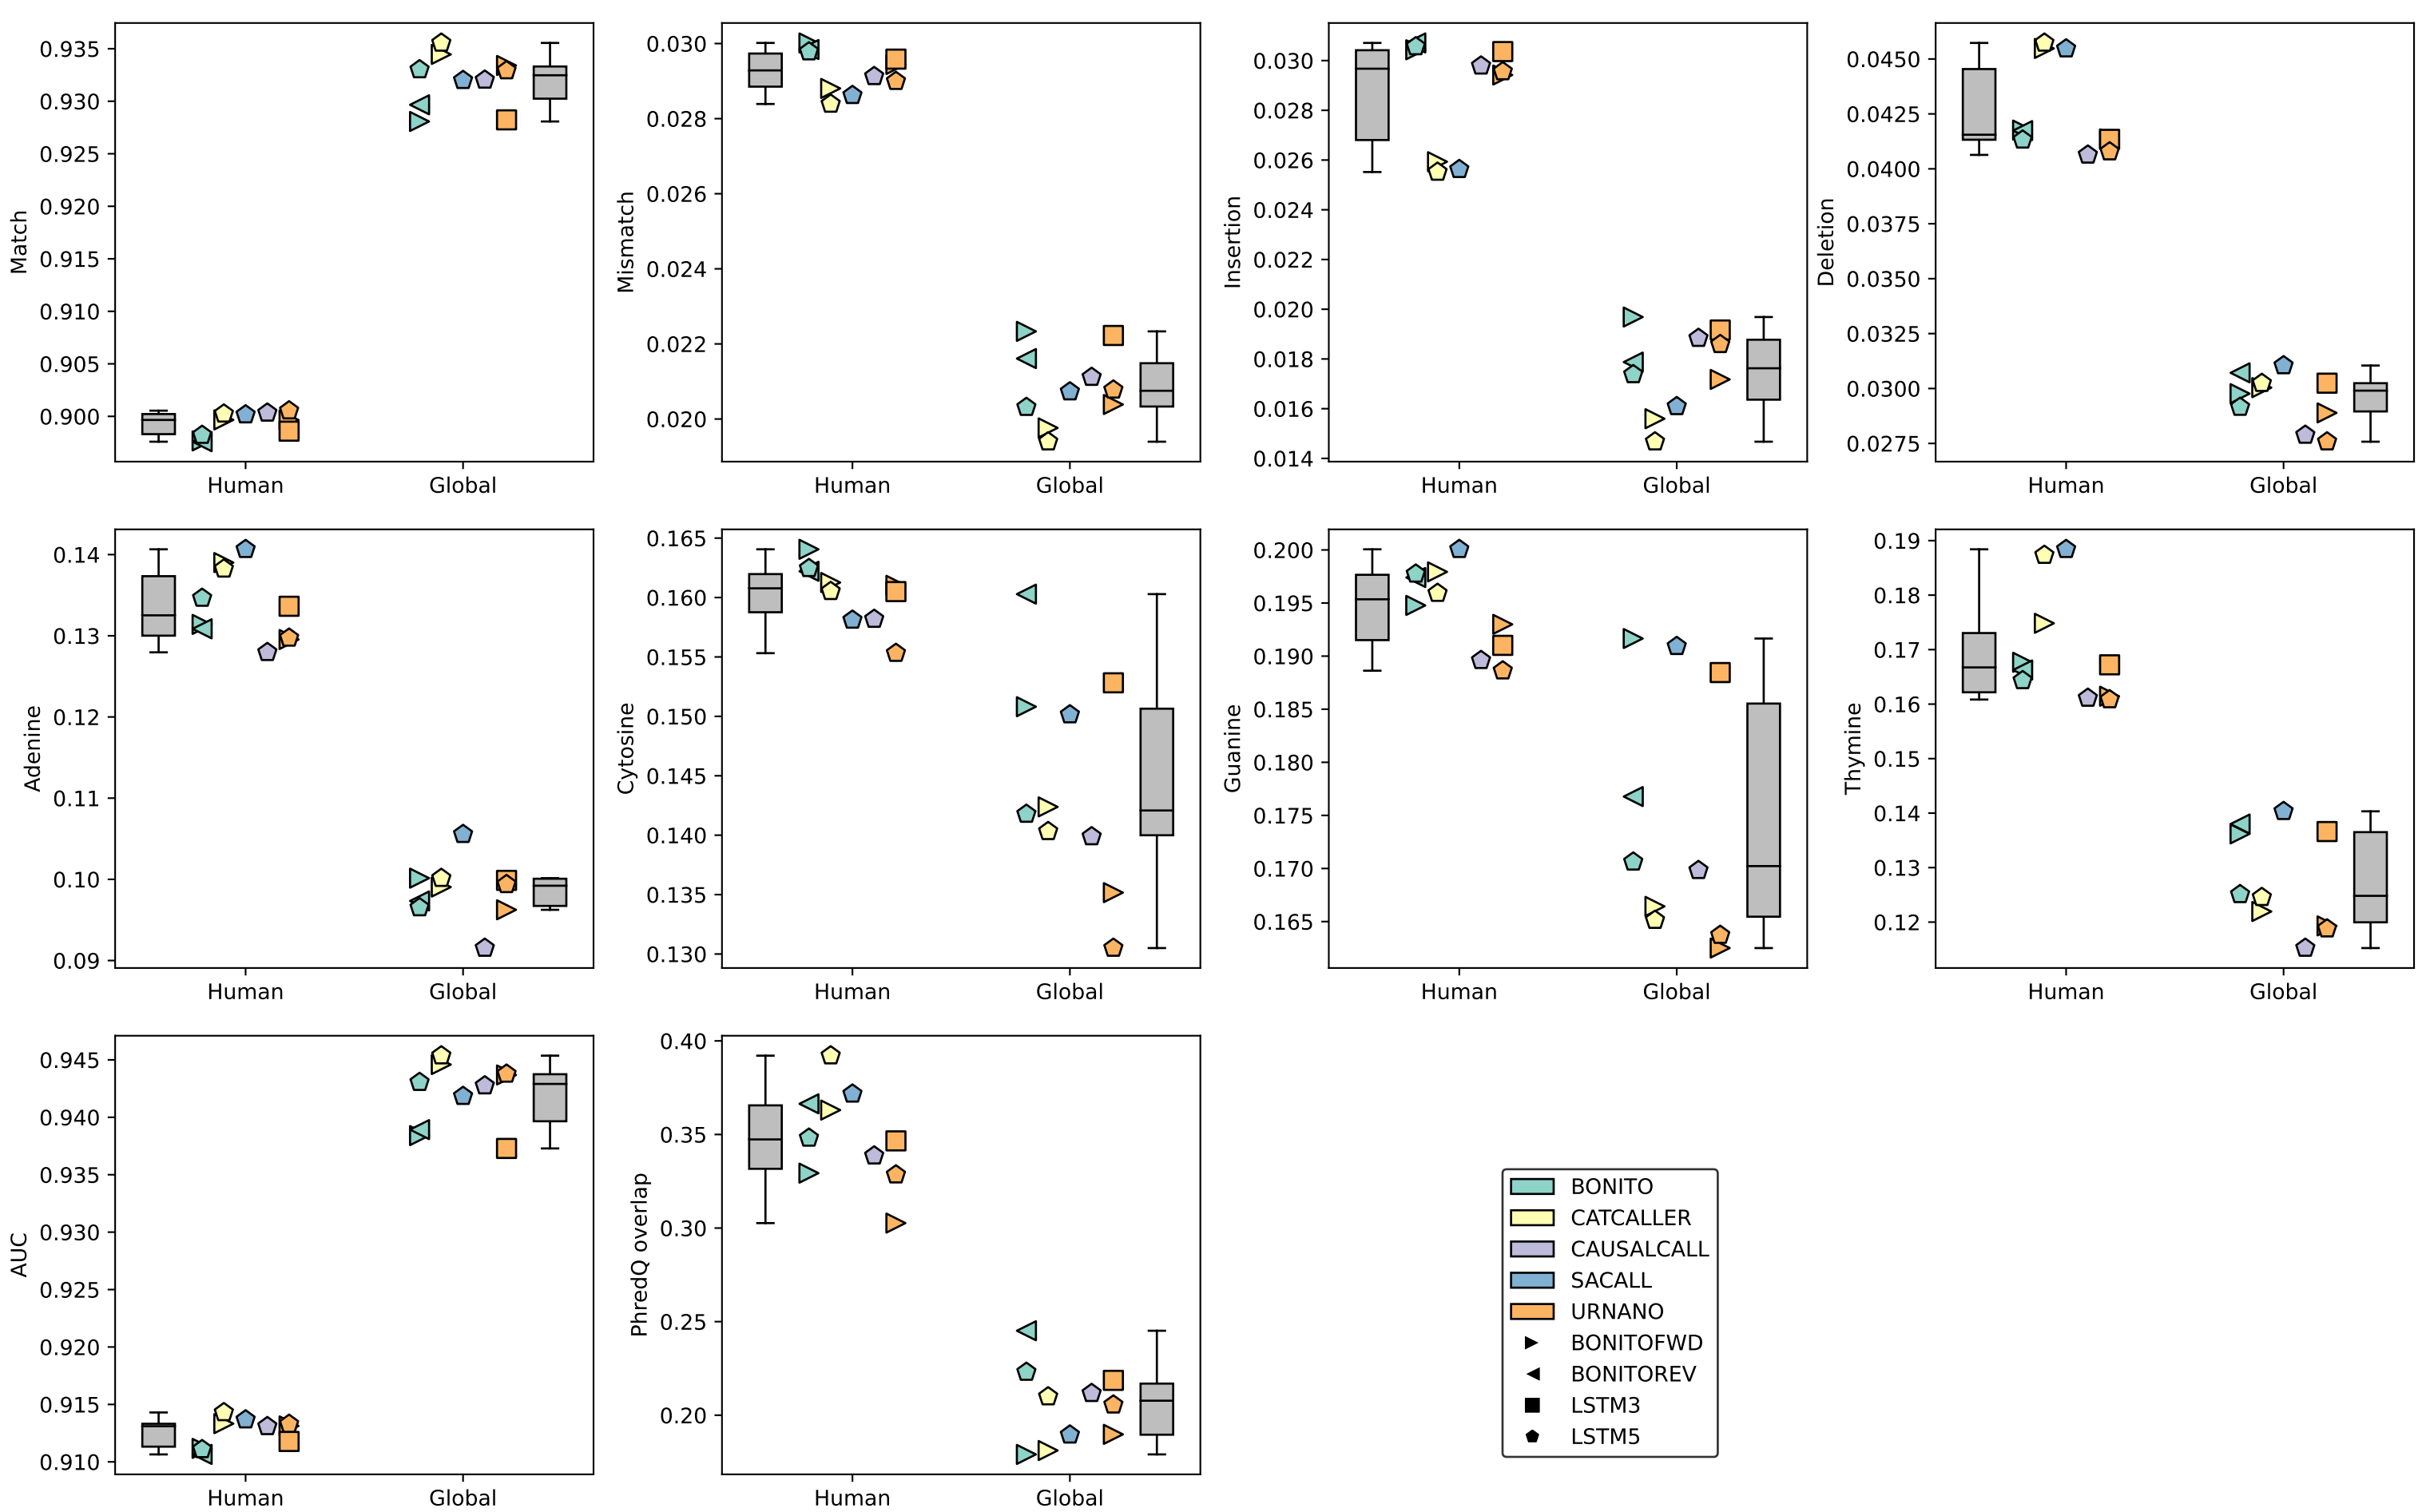 Match
0.935
0.930
0.925
0.920
0.915
0.910
0.905
0.900
Human Global
Mismatch
0.030
0.028
0.026
0.024
0.022
0.020
Human Global
Insertion
0.030
0.028
0.026
0.024
0.022
0.020
0.018
0.016
0.014
Human Global
Deletion
0.0450
0.0425
0.0400
0.0375
0.0350
0.0325
0.0300
0.0275
Human Global
Adenine
0.14
0.13
0.12
0.11
0.10
0.09
Human Global
Cytosine
0.165
0.160
0.155
0.150
0.145
0.140
0.135
0.130
Human Global
Guanine
0.200
0.195
0.190
0.185
0.180
0.175
0.170
0.165
Human Global
Thymine
0.19
0.18
0.17
0.16
0.15
0.14
0.13
0.12
Human Global
AUC
0.945
0.940
0.935
0.930
0.925
0.920
0.915
0.910
Human Global
PhredQ overlap
0.40
0.35
0.30
0.25
0.20
Human Global
BONITO
CATCALLER
CAUSALCALL
SACALL
URNANO
BONITOFWD
BONITOREV
LSTM3
LSTM5